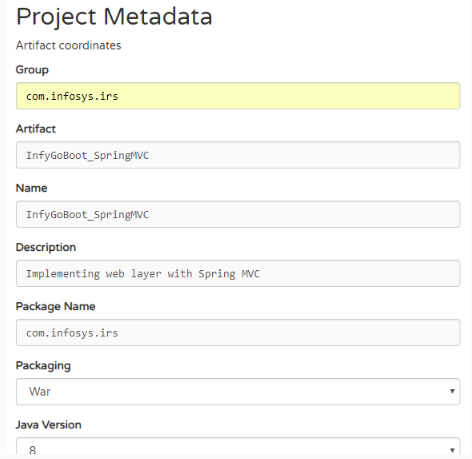 Project Metadata
Artifact coordinates
Group
com.infosys.irs
Artifact
InfyGoBoot_SpringMVC
Name
InfyGoBoot_SpringMVC
Description
Implementing web layer with Spring MVC
Package Name
com.infosys.irs
Packaging
War
Java Version
8